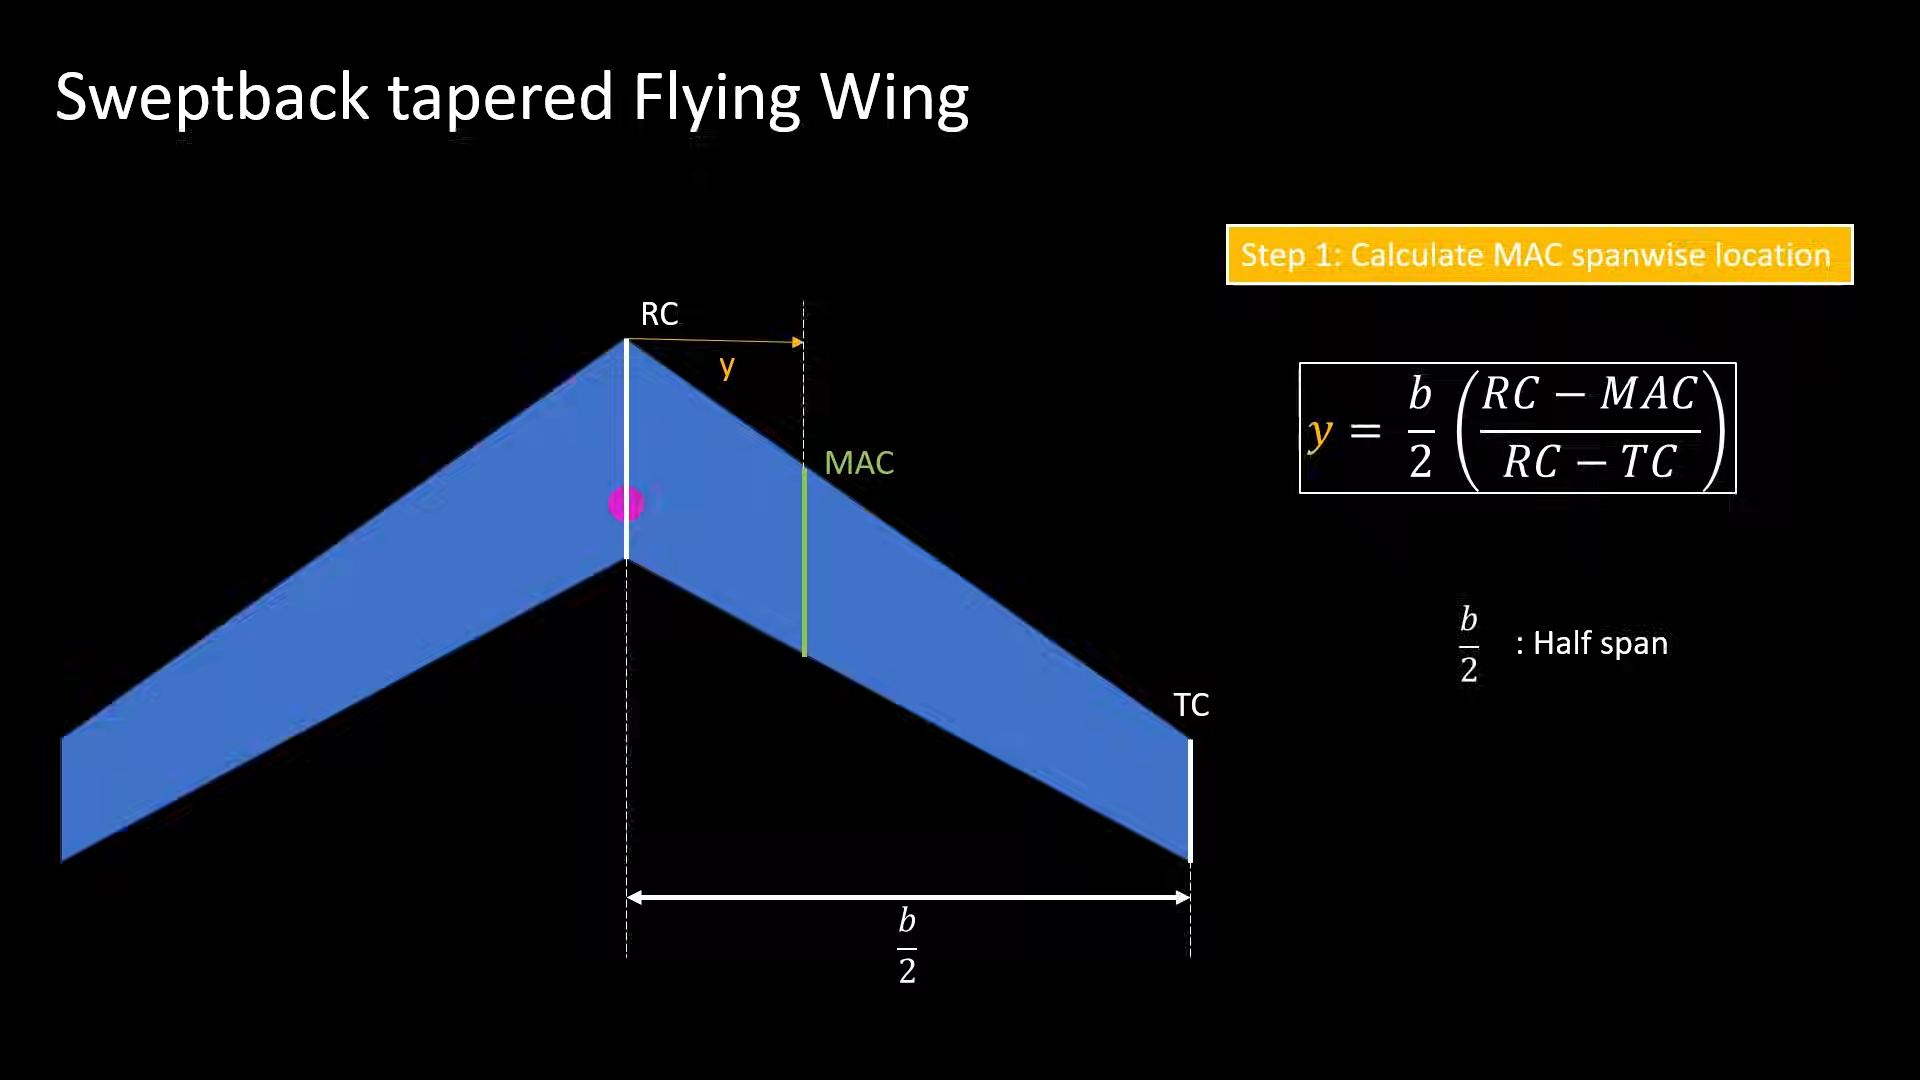 Sweptback tapered Flying Wing
Step 1: Calculate MAC spanwise location
RC
y
MAC
TC
b
2
y = b/2 (RC − MAC / RC − TC)
b/2 : Half span